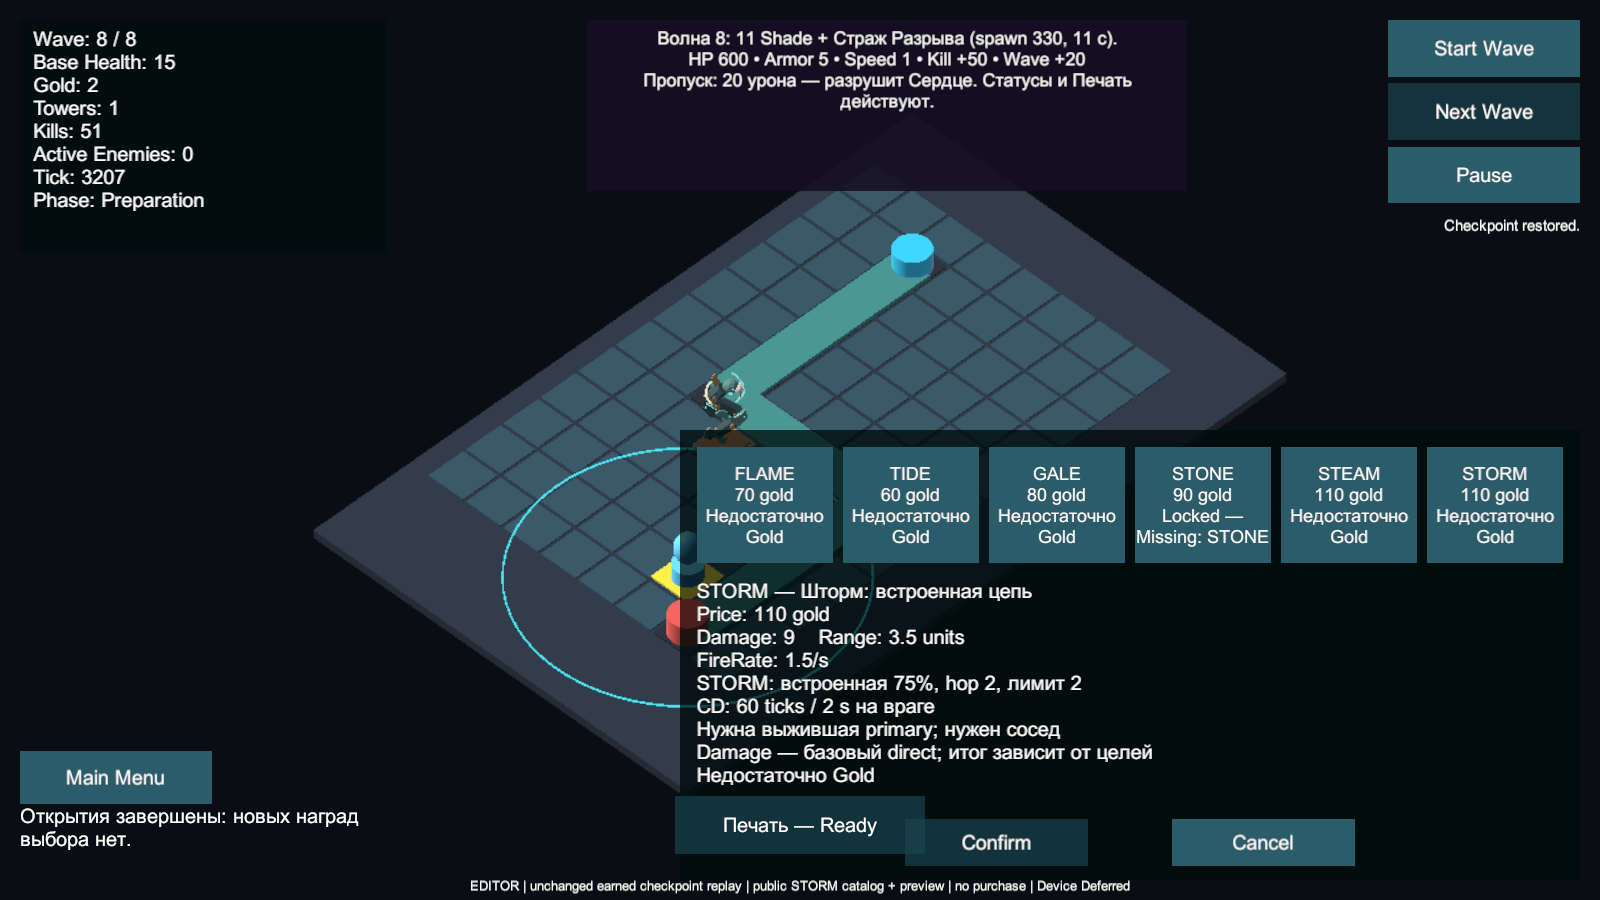 Wave: 8 / 8
Base Health: 15
Gold: 2
Towers: 1
Kills: 51
Active Enemies: 0
Tick: 3207
Phase: Preparation
Волна 8: 11 Shade + Страж Разрыва (spawn 330, 11 с).
HP 600 • Armor 5 • Speed 1 • Kill +50 • Wave +20
Пропуск: 20 урона — разрушит Сердце. Статусы и Печать
действуют.
Start Wave
Next Wave
Pause
Checkpoint restored.
FLAME
70 gold
Недостаточно
Gold
TIDE
60 gold
Недостаточно
Gold
GALE
80 gold
Недостаточно
Gold
STONE
90 gold
Locked —
Missing: STONE
STEAM
110 gold
Недостаточно
Gold
STORM
110 gold
Недостаточно
Gold
STORM — Шторм: встроенная цепь
Price: 110 gold
Damage: 9    Range: 3.5 units
FireRate: 1.5/s
STORM: встроенная 75%, hop 2, лимит 2
CD: 60 ticks / 2 s на враге
Нужна выжившая primary; нужен сосед
Damage — базовый direct; итог зависит от целей
Недостаточно Gold
Main Menu
Открытия завершены: новых наград
выбора нет.
Печать — Ready
Confirm
Cancel
EDITOR | unchanged earned checkpoint replay | public STORM catalog + preview | no purchase | Device Deferred